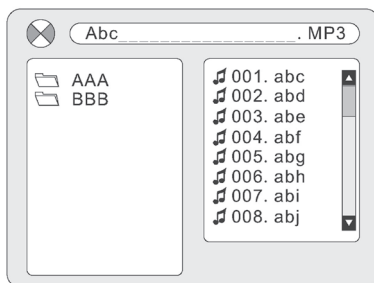 Abc_________________. MP3
AAA
BBB
001. abc
002. abd
003. abe
004. abf
005. abg
006. abh
007. abi
008. abj